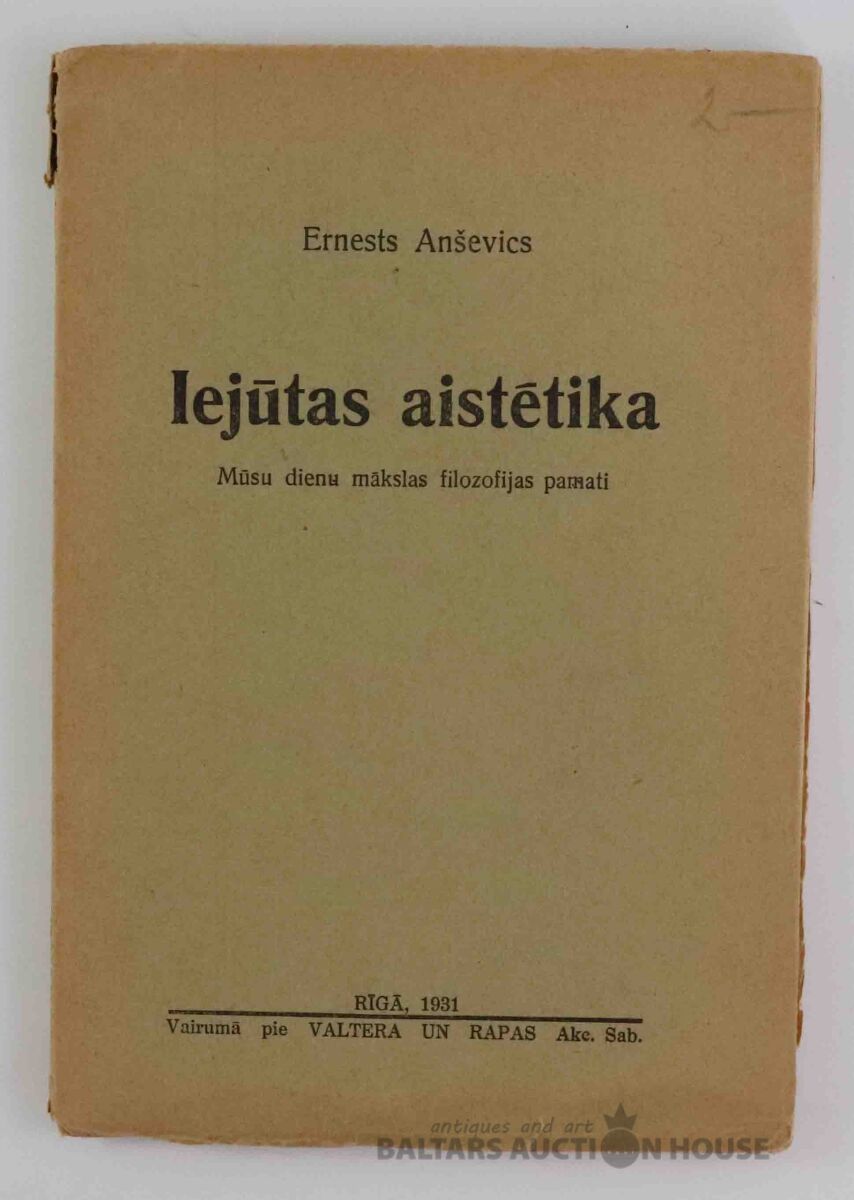 2 —
Ernests Anševics
Iejūtas aistētika
Mūsu dienu mākslas filozofijas pamati
RĪGĀ, 1931
Vairumā pie VALTERA UN RAPAS Akc. Sab.
antiques and art
BALTARS AUCTION HOUSE